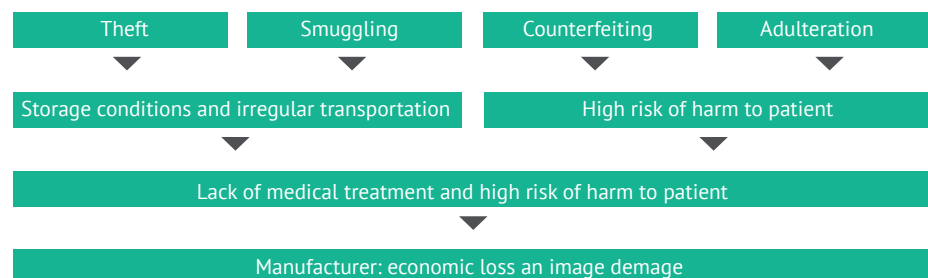 Theft
Smuggling
Counterfeiting
Adulteration
Storage conditions and irregular transportation
High risk of harm to patient
Lack of medical treatment and high risk of harm to patient
Manufacturer: economic loss an image demage